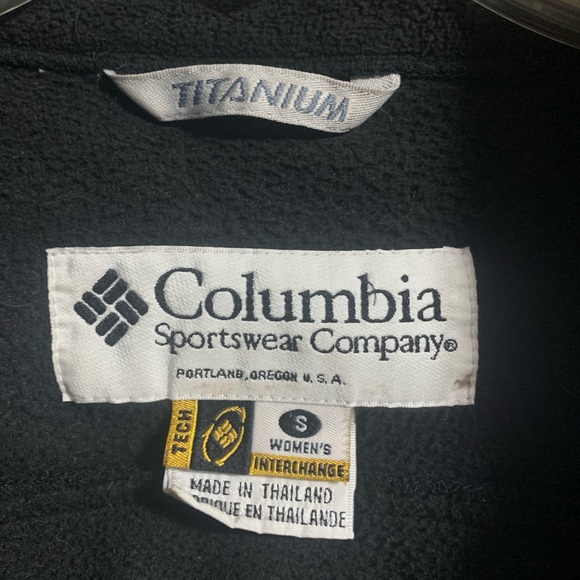 TITANIUM
Columbia
Sportswear Company®
PORTLAND, OREGON U.S.A.
TECH
S
WOMEN'S
INTERCHANGE
MADE IN THAILAND
RIQUE EN THAILANDE